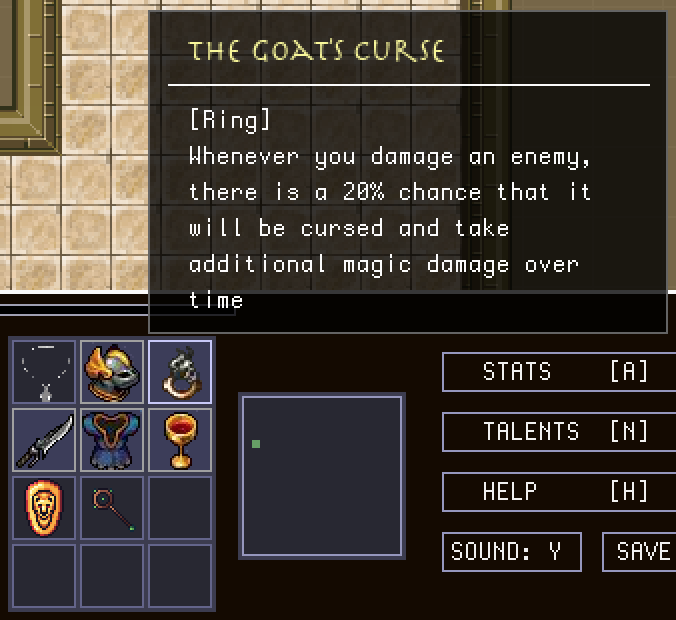 THE GOAT'S CURSE
[Ring]
Whenever you damage an enemy,
there is a 20% chance that it
will be cursed and take
additional magic damage over
time
STATS [A]
TALENTS [N]
HELP [H]
SOUND: Y SAVE